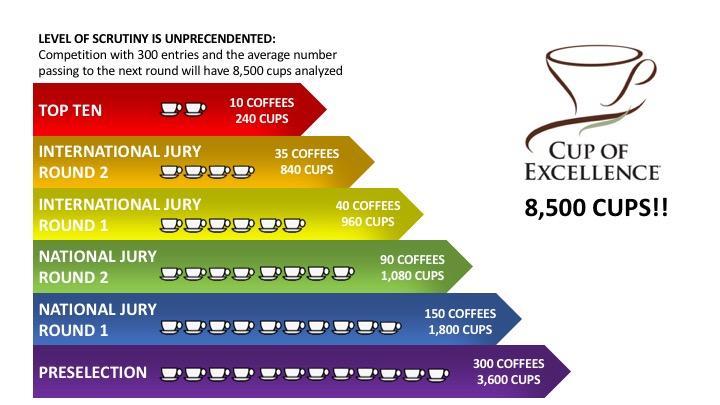 LEVEL OF SCRUTINY IS UNPRECENDENTED:
Competition with 300 entries and the average number
passing to the next round will have 8,500 cups analyzed
TOP TEN
10 COFFEES
240 CUPS
INTERNATIONAL JURY
ROUND 2
35 COFFEES
840 CUPS
INTERNATIONAL JURY
ROUND 1
40 COFFEES
960 CUPS
NATIONAL JURY
ROUND 2
90 COFFEES
1,080 CUPS
NATIONAL JURY
ROUND 1
150 COFFEES
1,800 CUPS
PRESELECTION
300 COFFEES
3,600 CUPS
CUP OF
EXCELLENCE
8,500 CUPS!!